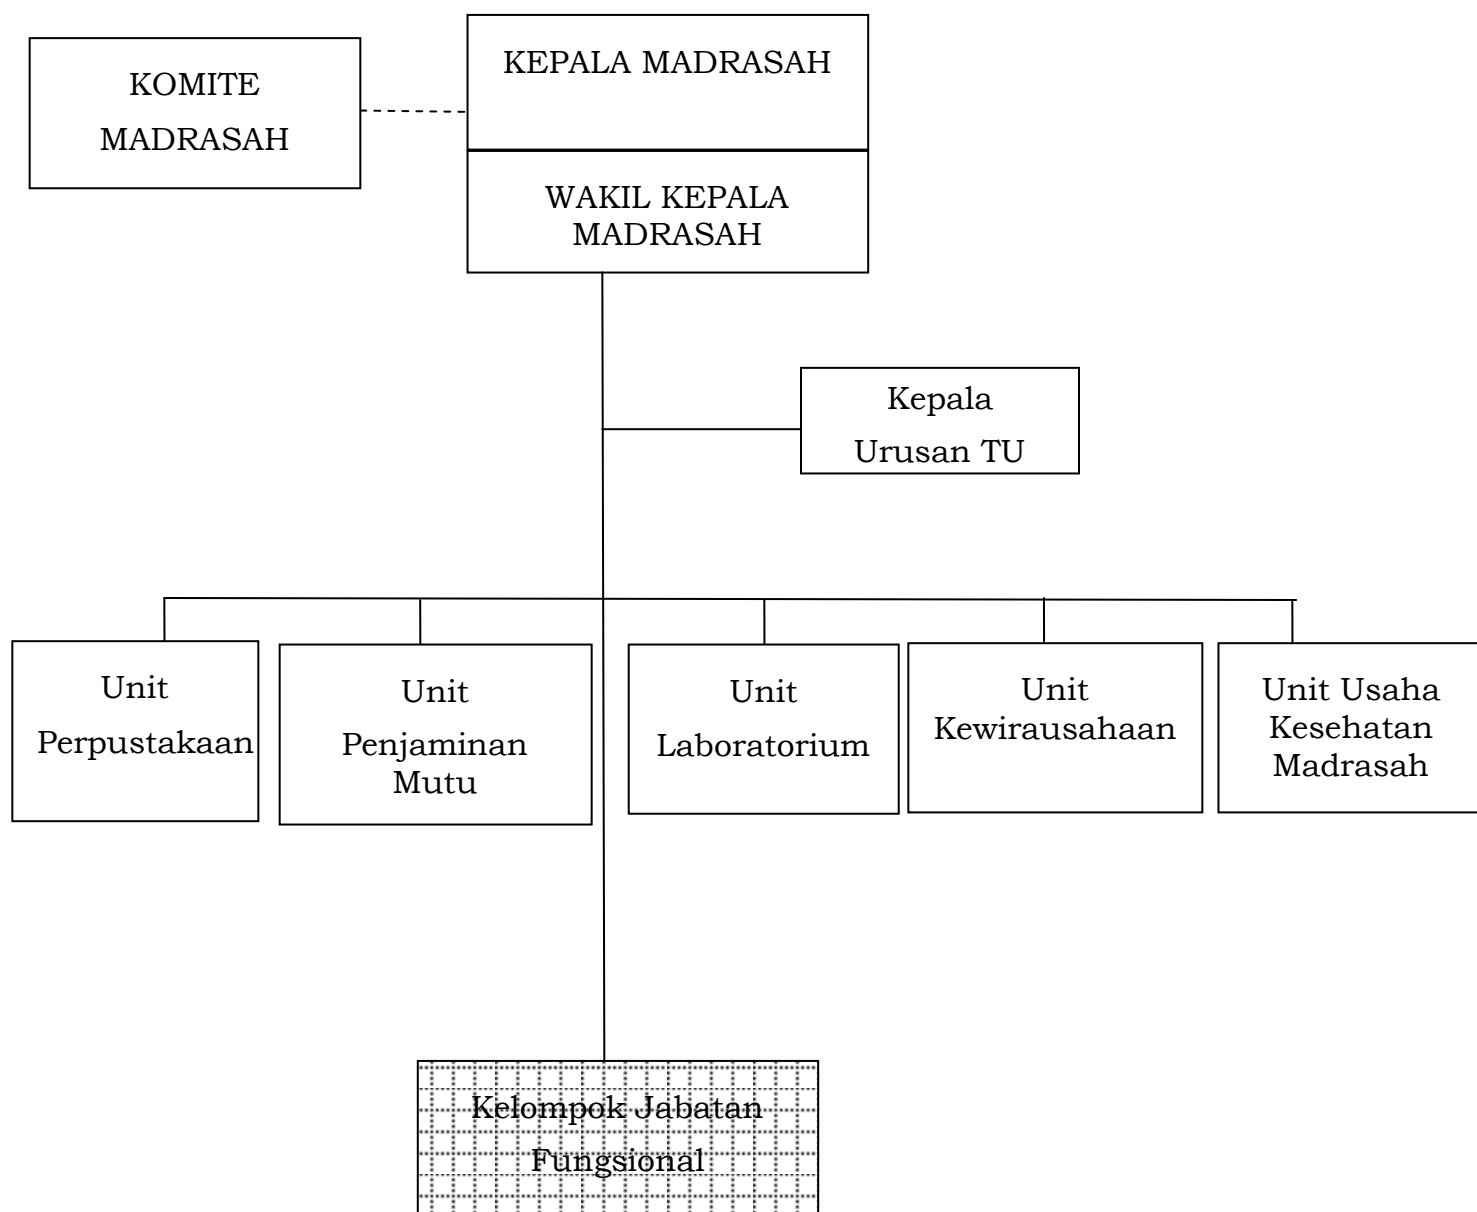 KOMITE
MADRASAH
KEPALA MADRASAH
WAKIL KEPALA
MADRASAH
Kepala
Urusan TU
Unit
Perpustakaan
Unit
Penjaminan
Mutu
Unit
Laboratorium
Unit
Kewirausahaan
Unit Usaha
Kesehatan
Madrasah
Kelompok Jabatan
Fungsional